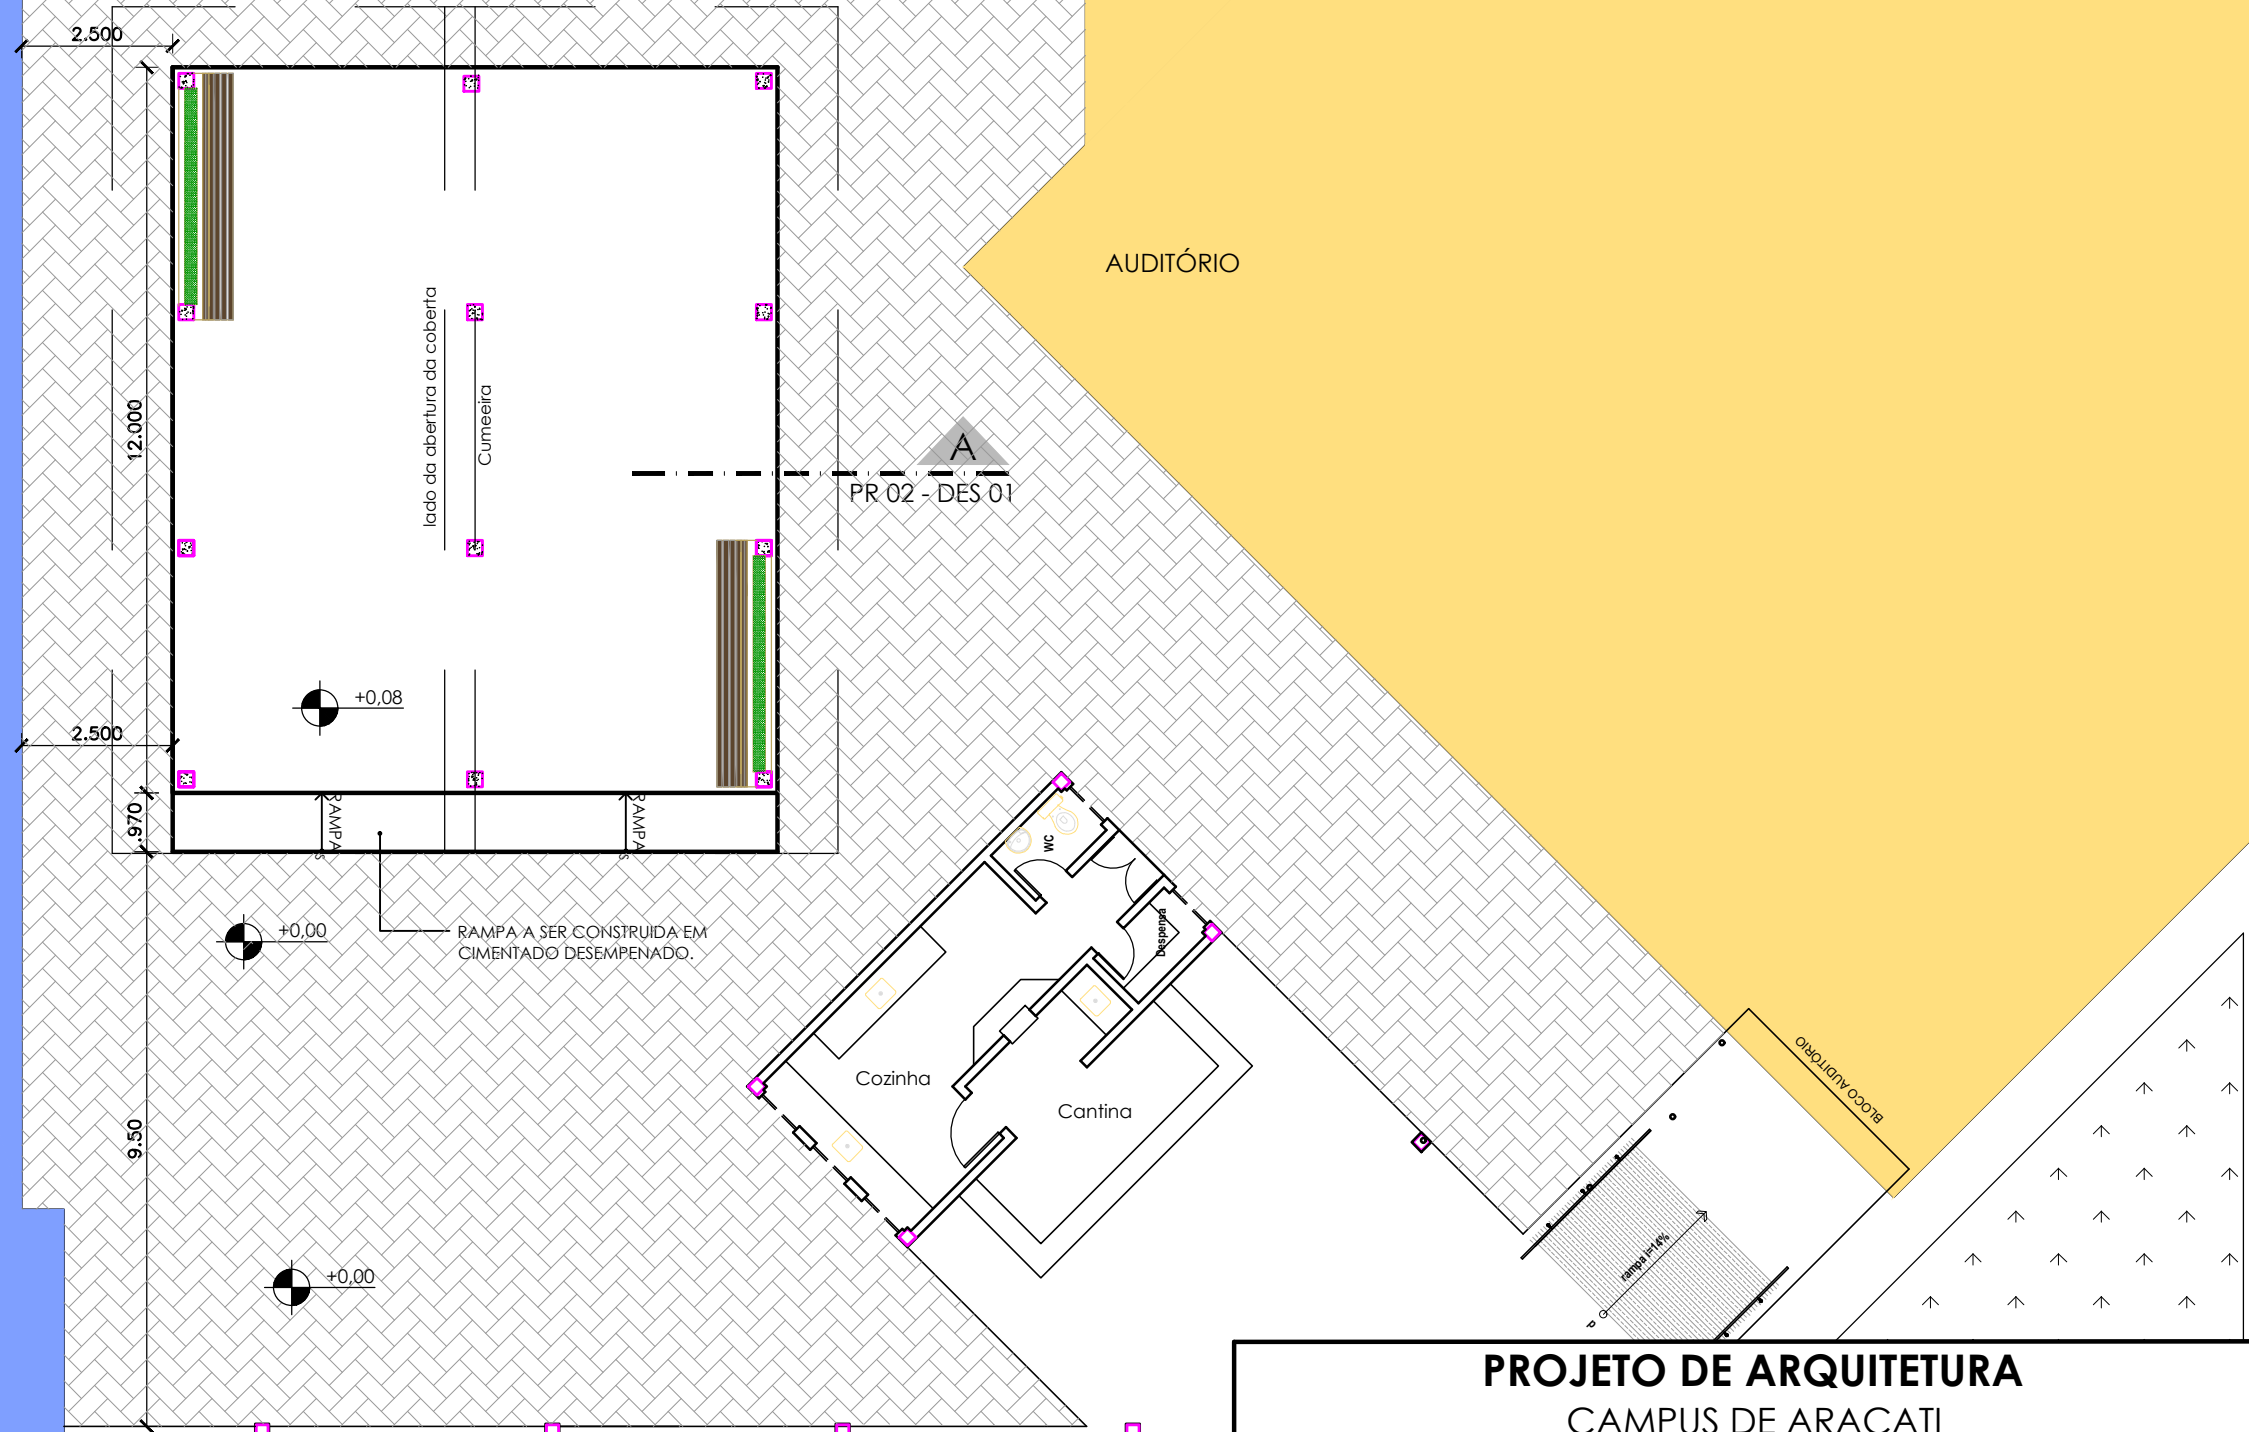 2.500
AUDITÓRIO
lado da abertura da coberta
Cumeeira
12.000
A
PR 02 - DES 01
+0,08
2.500
.970
RAMPA
S
RAMPA
S
+0,00
RAMPA A SER CONSTRUIDA EM
CIMENTADO DESEMPENADO.
WC
Despensa
Cozinha
Cantina
BLOCO AUDITÓRIO
9.50
+0,00
rampa i=14%
P
PROJETO DE ARQUITETURA
CAMPUS DE ARACATI